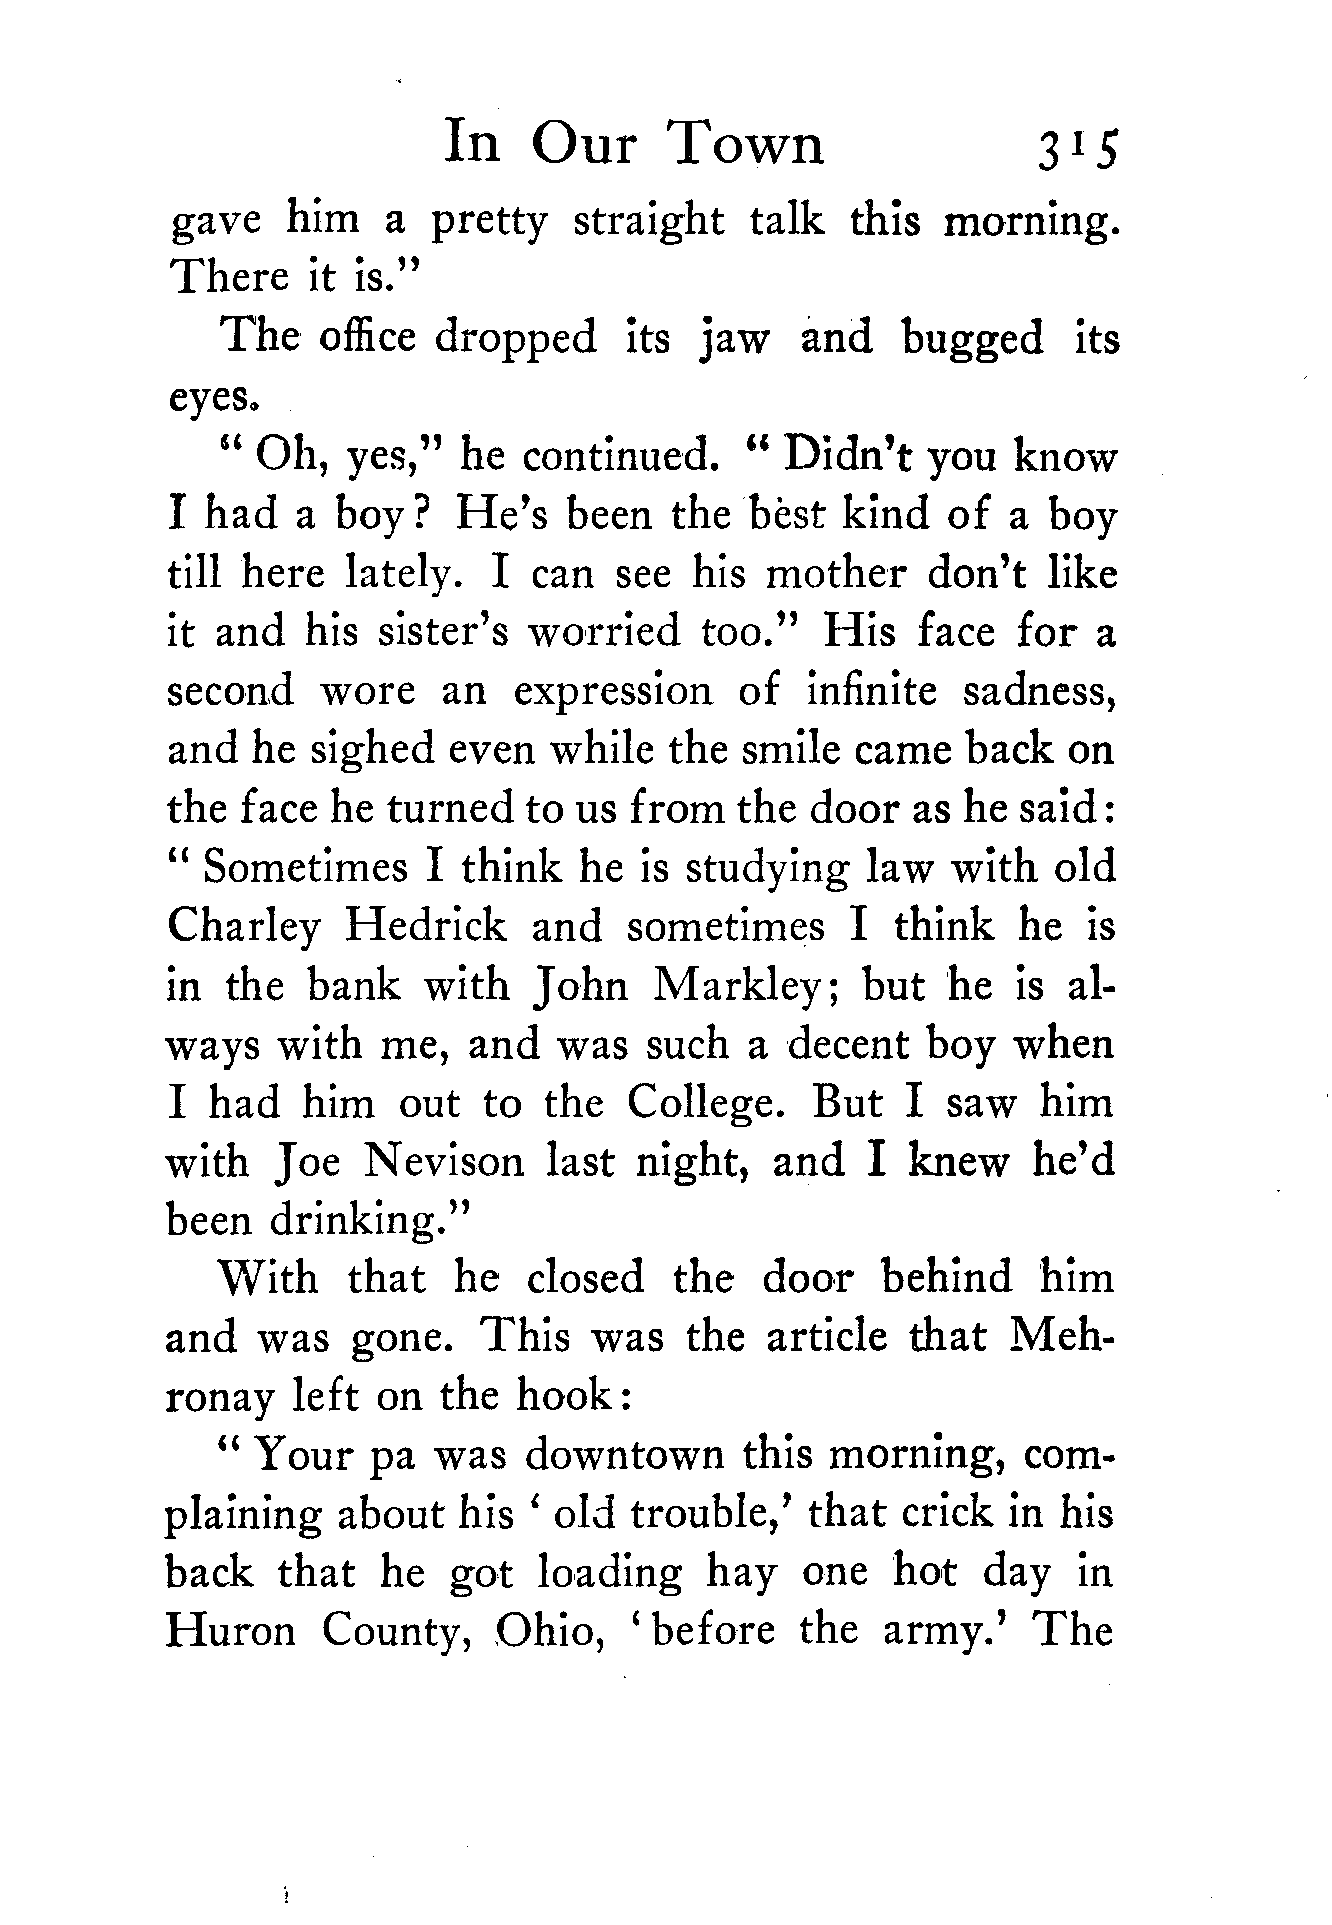 In Our Town 315
gave him a pretty straight talk this morning.
There it is."
The office dropped its jaw and bugged its
eyes.
" Oh, yes," he continued. " Didn't you know
I had a boy? He's been the best kind of a boy
till here lately. I can see his mother don't like
it and his sister's worried too." His face for a
second wore an expression of infinite sadness,
and he sighed even while the smile came back on
the face he turned to us from the door as he said:
" Sometimes I think he is studying law with old
Charley Hedrick and sometimes I think he is
in the bank with John Markley; but he is al-
ways with me, and was such a decent boy when
I had him out to the College. But I saw him
with Joe Nevison last night, and I knew he'd
been drinking."
With that he closed the door behind him
and was gone. This was the article that Meh-
ronay left on the hook:
" Your pa was downtown this morning, com-
plaining about his ' old trouble,' that crick in his
back that he got loading hay one hot day in
Huron County, Ohio, ' before the army.' The